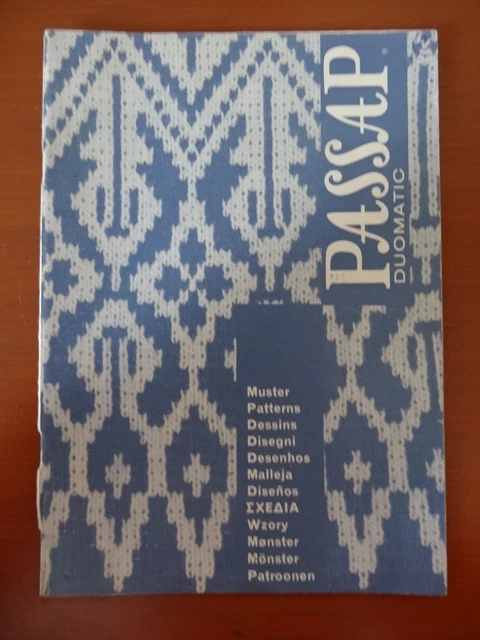 PASSAP
DUOMATIC
Muster
Patterns
Dessins
Disegni
Desenhos
Malleja
Diseños
ΣΧΕΔΙΑ
Wzory
Mønster
Mönster
Patroonen